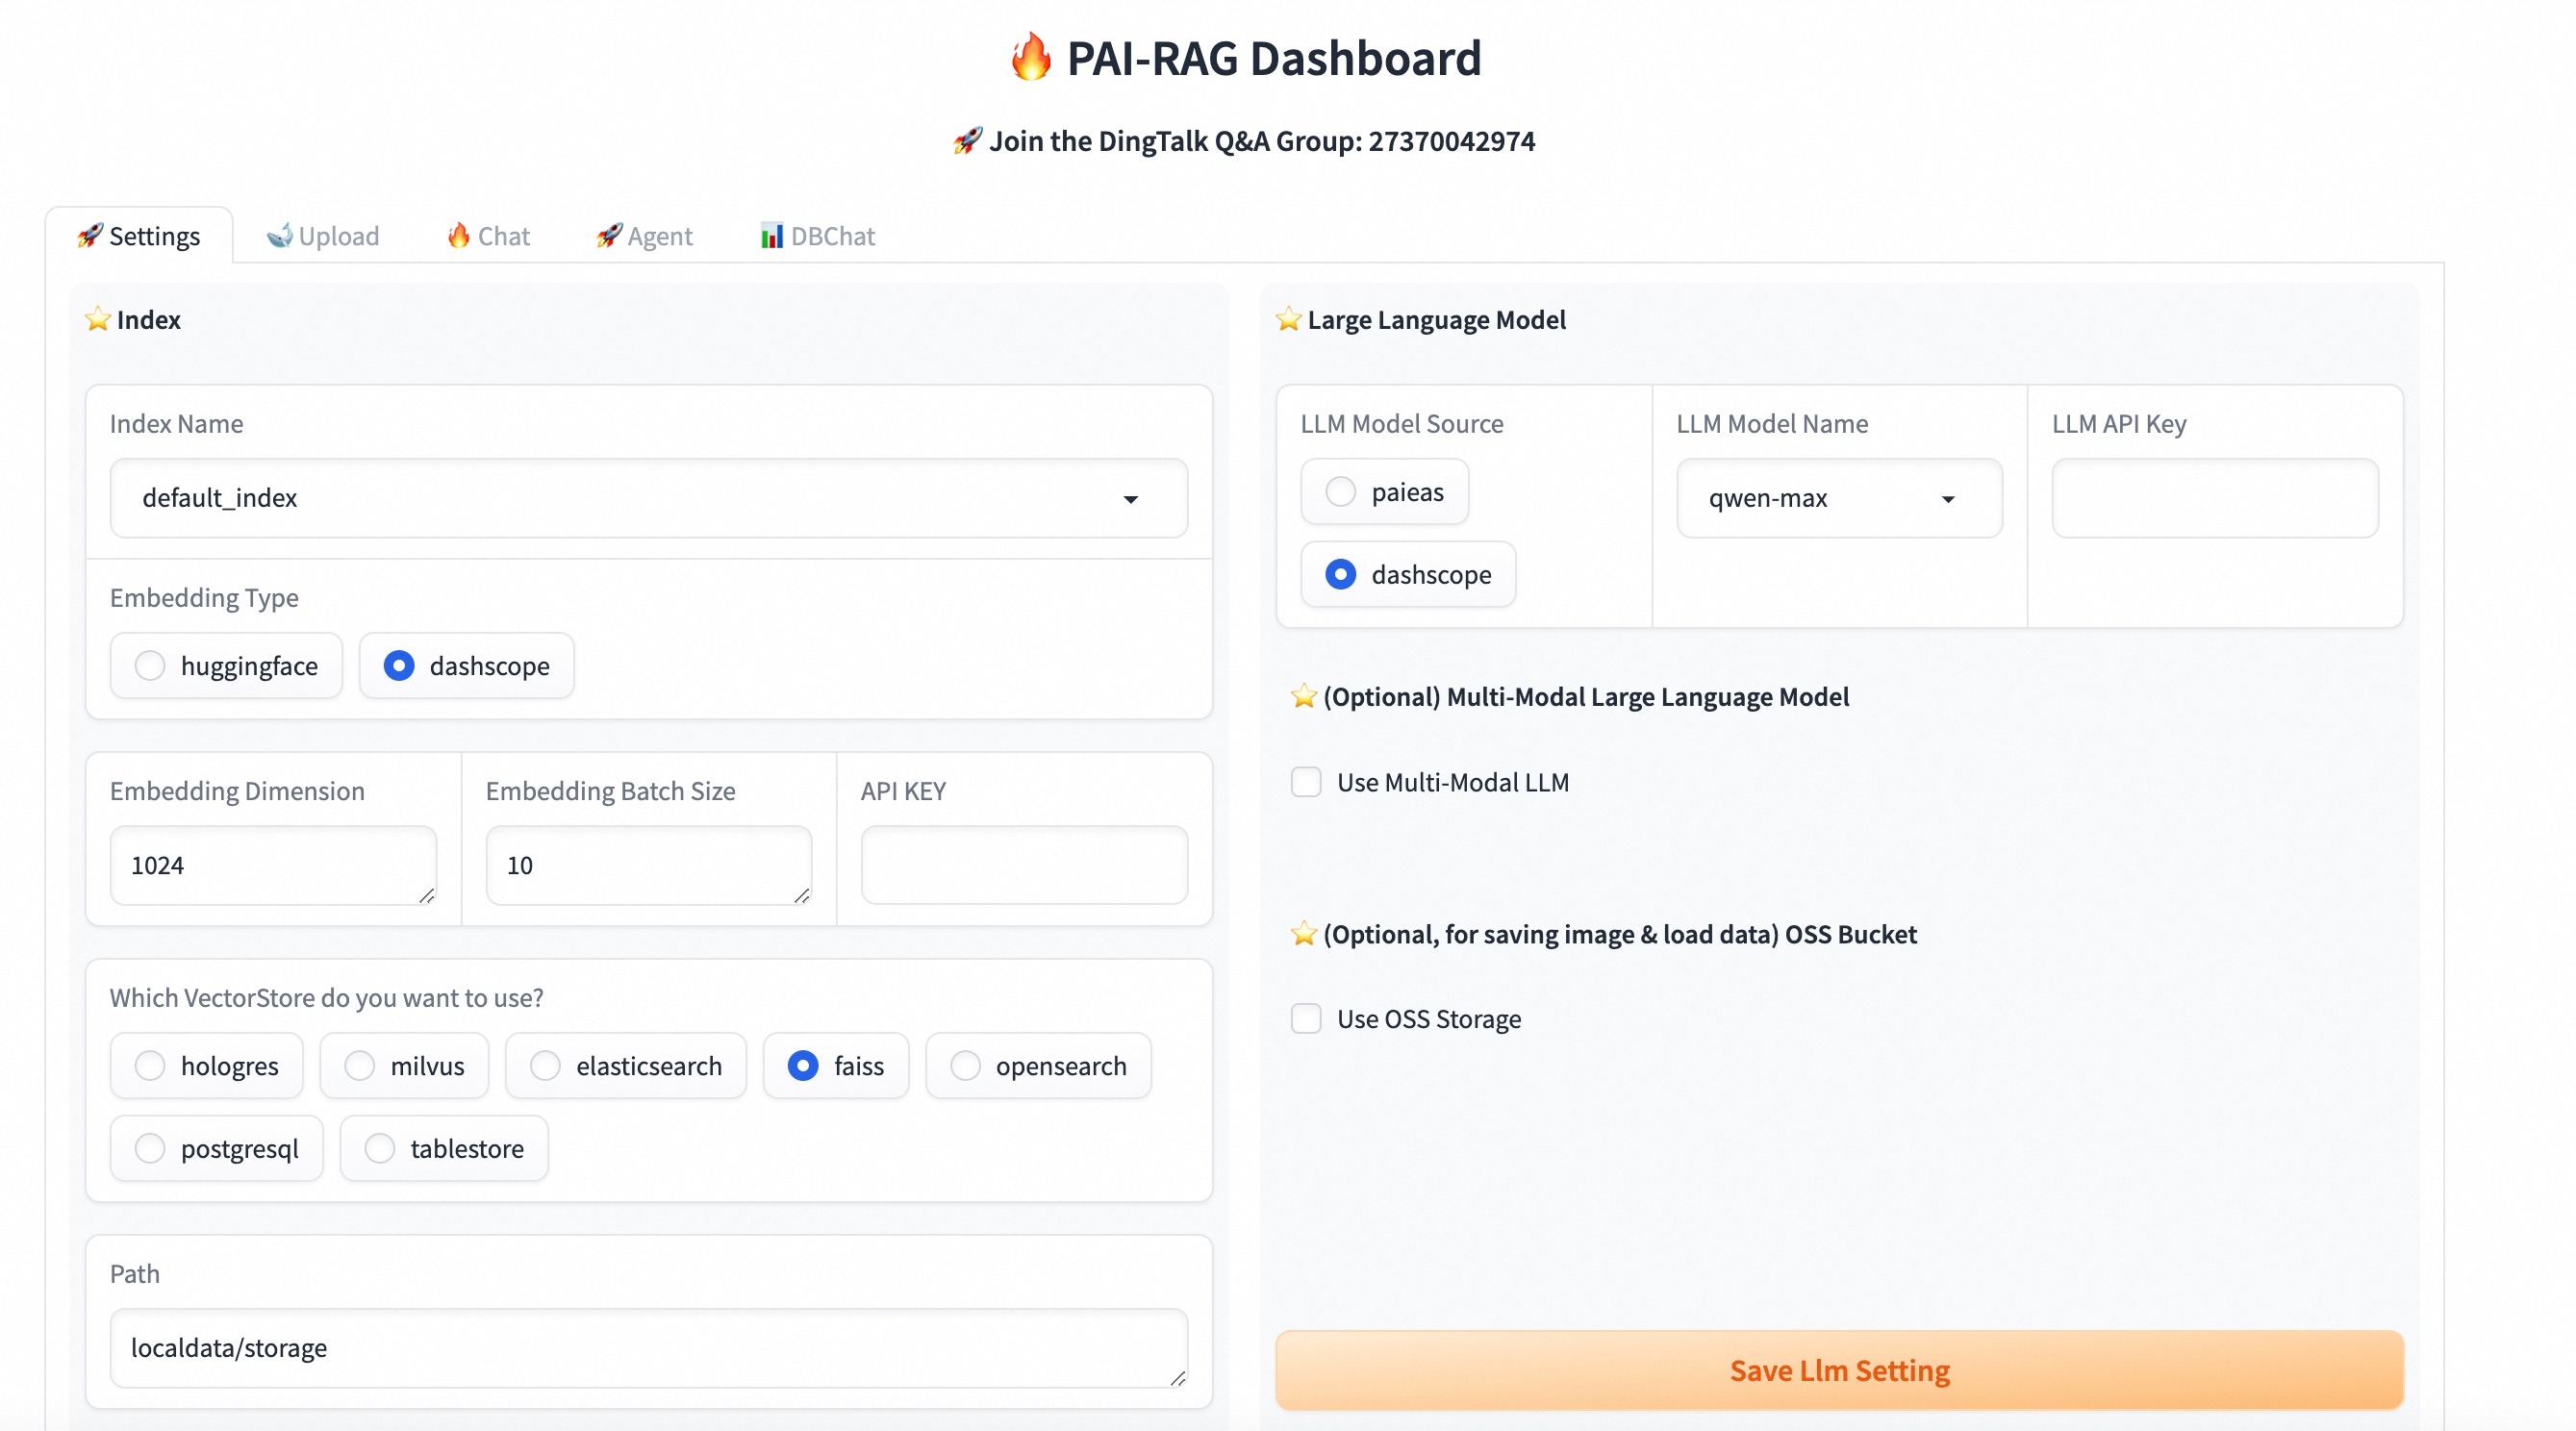 🔥 PAI-RAG Dashboard
🚀 Join the DingTalk Q&A Group: 27370042974
🚀 Settings 🐳 Upload 🔥 Chat 🚀 Agent 📊 DBChat
⭐ Index
Index Name
default_index
Embedding Type
huggingface dashscope
Embedding Dimension Embedding Batch Size API KEY
1024 10
Which VectorStore do you want to use?
hologres milvus elasticsearch faiss opensearch
postgresql tablestore
Path
localdata/storage
⭐ Large Language Model
LLM Model Source LLM Model Name LLM API Key
paieas qwen-max
dashscope
⭐ (Optional) Multi-Modal Large Language Model
Use Multi-Modal LLM
⭐ (Optional, for saving image & load data) OSS Bucket
Use OSS Storage
Save Llm Setting